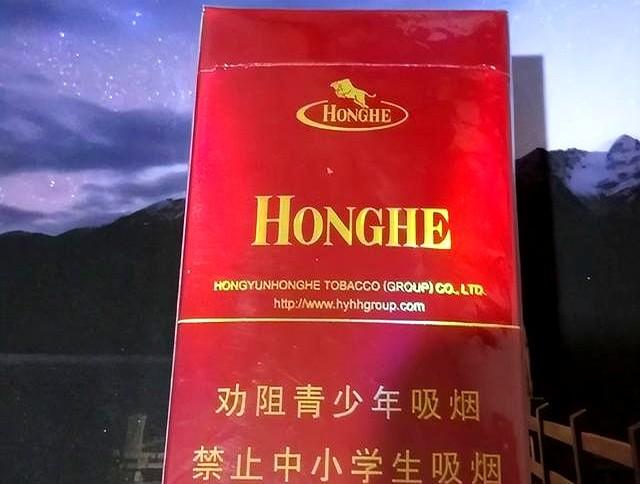 HONGHE
HONGHE
HONGYUNHONGHE TOBACCO (GROUP) CO., LTD.
http://www.hyhhgroup.com
劝阻青少年吸烟
禁止中小学生吸烟